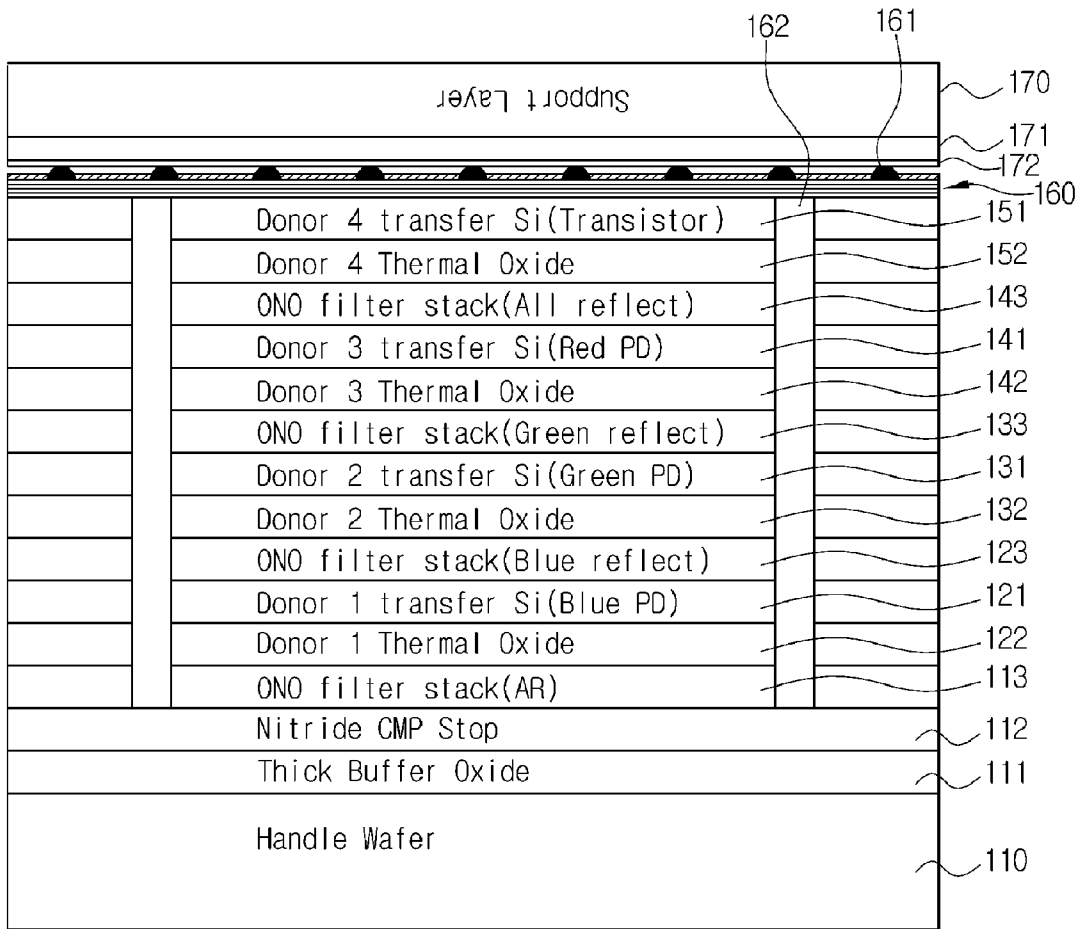 162
161
Support Layer
170
171
172
160
Donor 4 transfer Si(Transistor)
151
Donor 4 Thermal Oxide
152
ONO filter stack(All reflect)
143
Donor 3 transfer Si(Red PD)
141
Donor 3 Thermal Oxide
142
ONO filter stack(Green reflect)
133
Donor 2 transfer Si(Green PD)
131
Donor 2 Thermal Oxide
132
ONO filter stack(Blue reflect)
123
Donor 1 transfer Si(Blue PD)
121
Donor 1 Thermal Oxide
122
ONO filter stack(AR)
113
Nitride CMP Stop
112
Thick Buffer Oxide
111
Handle Wafer
110